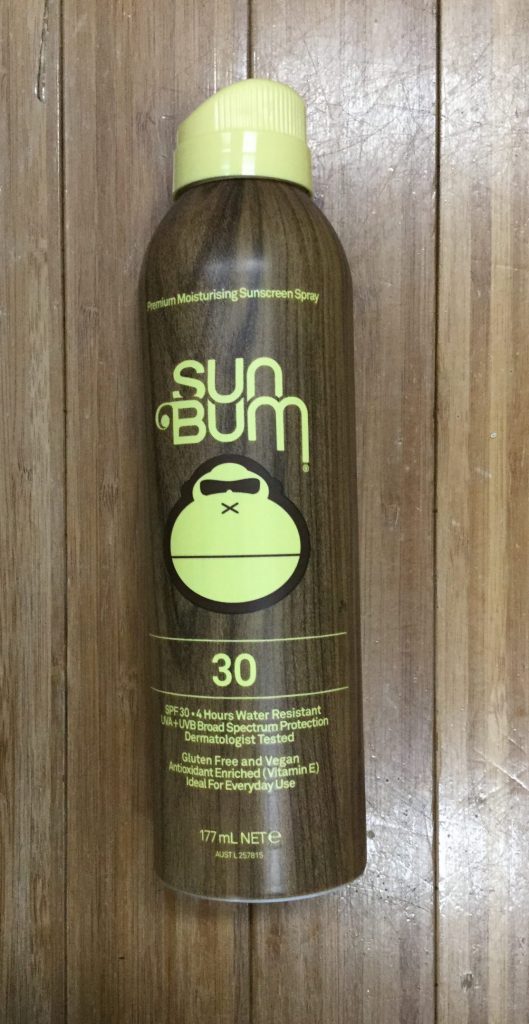 Premium Moisturising Sunscreen Spray
sun
BUM®
30
SPF 30 • 4 Hours Water Resistant
UVA+UVB Broad Spectrum Protection
Dermatologist Tested
Gluten Free and Vegan
Antioxidant Enriched (Vitamin E)
Ideal For Everyday Use
177 mL NET ℮
AUST L 257815